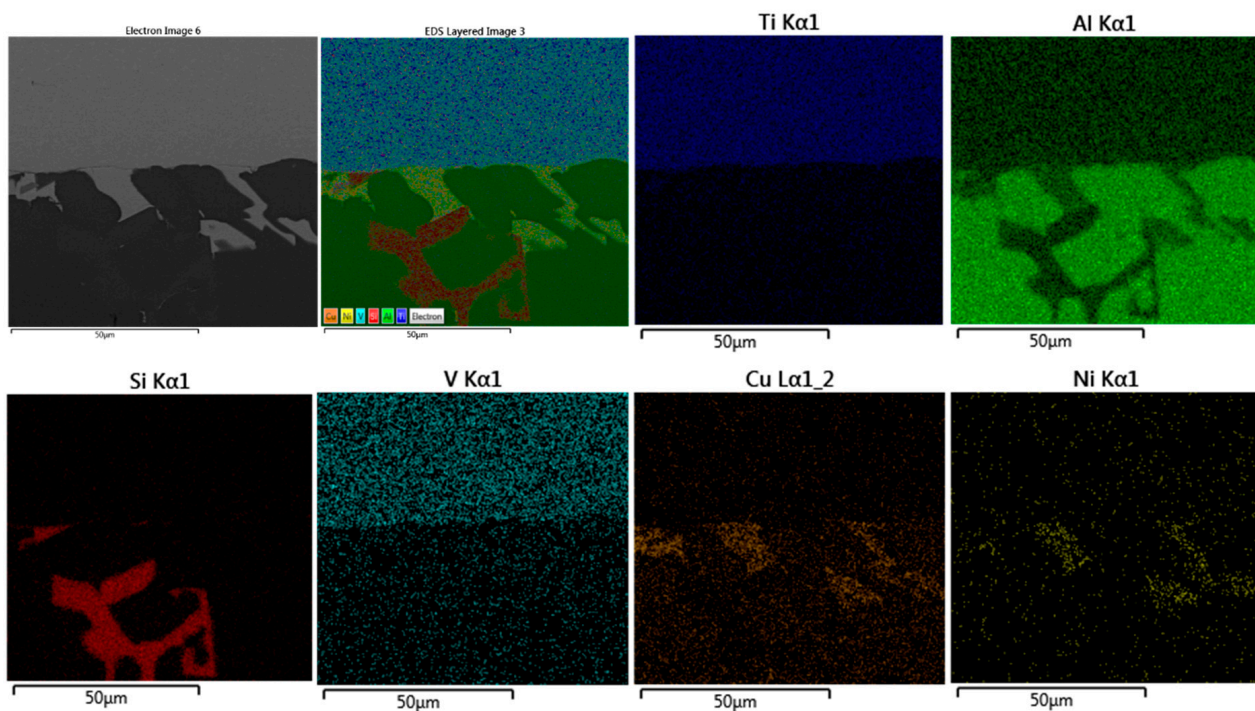 Electron Image 6
EDS Layered Image 3
Ti Kα1
Al Kα1
Cu Ni V Si Al Ti Electron
50μm
50μm
50μm
50μm
Si Kα1
V Kα1
Cu Lα1_2
Ni Kα1
50μm
50μm
50μm
50μm